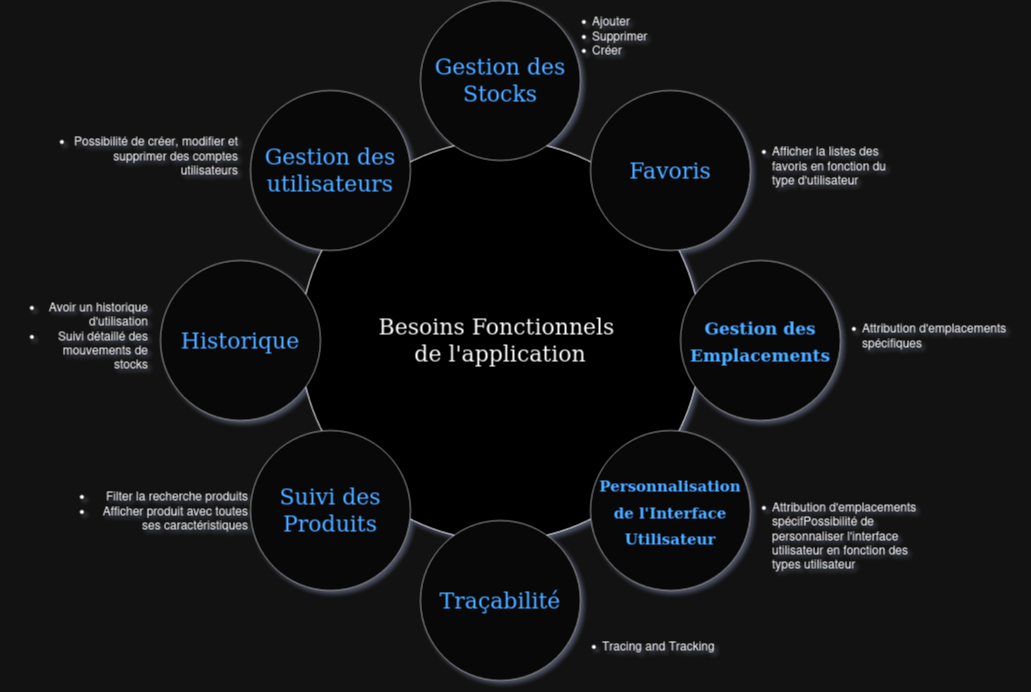 Gestion des
Stocks
• Ajouter
• Supprimer
• Créer
Gestion des
utilisateurs
• Possibilité de créer, modifier et
supprimer des comptes
utilisateurs
Favoris
• Afficher la listes des
favoris en fonction du
type d'utilisateur
Historique
• Avoir un historique
d'utilisation
• Suivi détaillé des
mouvements de
stocks
Besoins Fonctionnels
de l'application
Gestion des
Emplacements
• Attribution d'emplacements
spécifiques
Suivi des
Produits
• Filter la recherche produits
• Afficher produit avec toutes
ses caractéristiques
Personnalisation
de l'Interface
Utilisateur
• Attribution d'emplacements
spécifPossibilité de
personnaliser l'interface
utilisateur en fonction des
types utilisateur
Traçabilité
• Tracing and Tracking